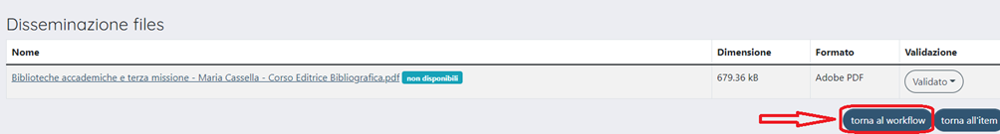 Disseminazione files
Nome Dimensione Formato Validazione
Biblioteche accademiche e terza missione - Maria Cassella - Corso Editrice Bibliografica.pdf non disponibili 679.36 kB Adobe PDF Validato
torna al workflow torna all'item